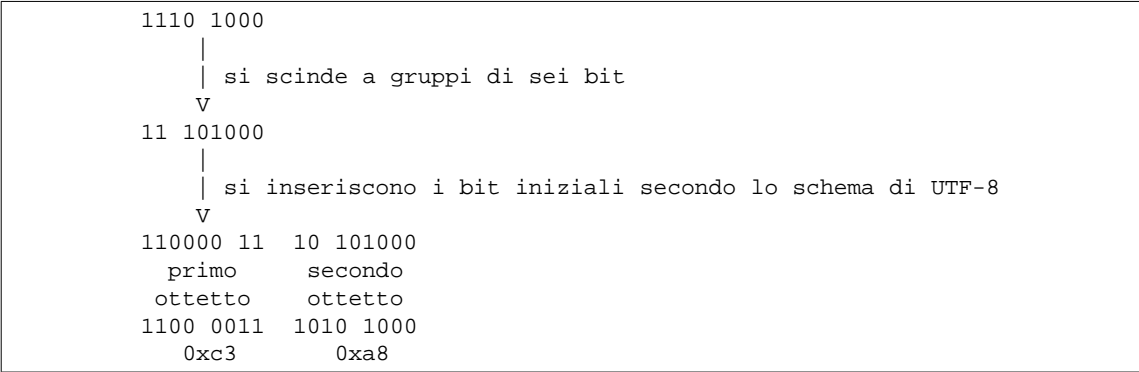 1110 1000
|
| si scinde a gruppi di sei bit
V
11 101000
|
| si inseriscono i bit iniziali secondo lo schema di UTF-8
V
110000 11  10 101000
primo      secondo
ottetto    ottetto
1100 0011  1010 1000
0xc3       0xa8